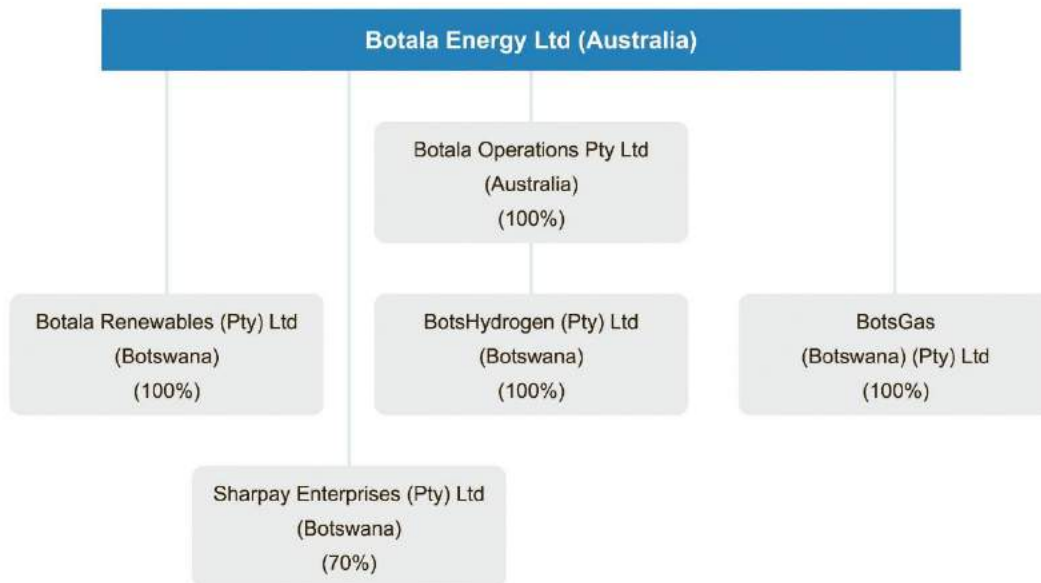 Botala Energy Ltd (Australia)
Botala Operations Pty Ltd
(Australia)
(100%)
Botala Renewables (Pty) Ltd
(Botswana)
(100%)
BotsHydrogen (Pty) Ltd
(Botswana)
(100%)
BotsGas
(Botswana) (Pty) Ltd
(100%)
Sharpay Enterprises (Pty) Ltd
(Botswana)
(70%)